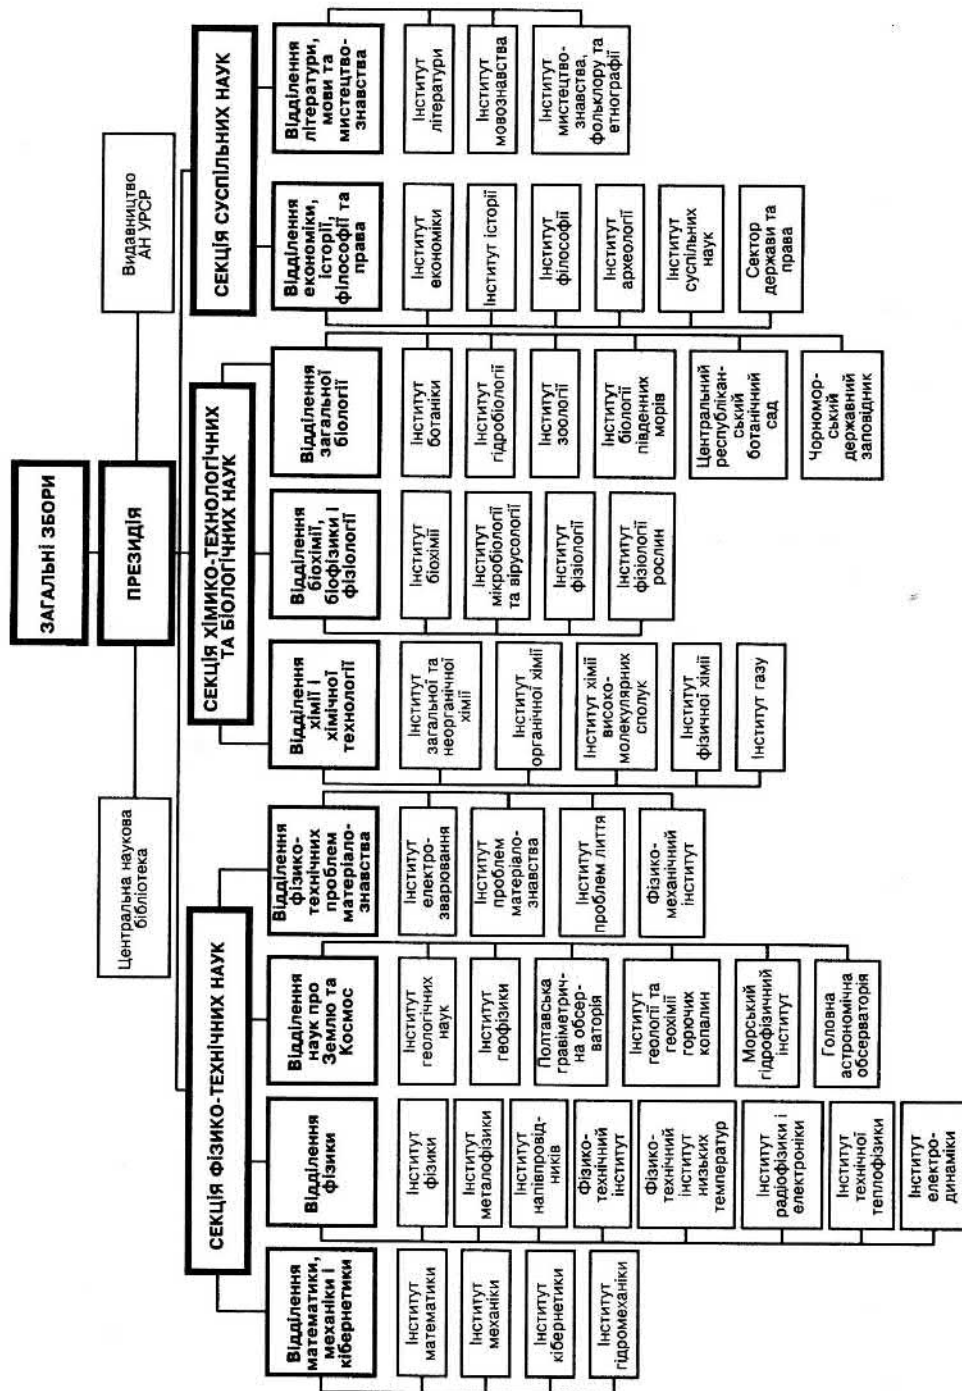 ЗАГАЛЬНІ ЗБОРИ
ПРЕЗИДІЯ
Центральна наукова
бібліотека
Видавництво
АН УРСР
СЕКЦІЯ ФІЗИКО-ТЕХНІЧНИХ НАУК
СЕКЦІЯ ХІМІКО-ТЕХНОЛОГІЧНИХ
ТА БІОЛОГІЧНИХ НАУК
СЕКЦІЯ СУСПІЛЬНИХ НАУК
Відділення
математики,
механіки і
кібернетики
Інститут
математики
Інститут
механіки
Інститут
кібернетики
Інститут
гідромеханіки
Відділення
фізики
Інститут
фізики
Інститут
металофізики
Інститут
напівпровід-
ників
Фізико-
технічний
інститут
Фізико-
технічний
інститут
низьких
температур
Інститут
радіофізики і
електроніки
Інститут
технічної
теплофізики
Інститут
електро-
динаміки
Відділення
наук про
Землю та
Космос
Інститут
геологічних
наук
Інститут
геофізики
Полтавська
гравіметрич-
на обсер-
ваторія
Інститут
геології та
геохімії
горючих
копалин
Морський
гідрофізичний
інститут
Головна
астрономічна
обсерваторія
Відділення
фізико-
технічних
проблем
матеріало-
знавства
Інститут
електро-
зварювання
Інститут
проблем
матеріало-
знавства
Інститут
проблем лиття
Фізико-
механічний
інститут
Відділення
хімії і
хімічної
технології
Інститут
загальної та
неорганічної
хімії
Інститут
органічної хімії
Інститут хімії
високо-
молекулярних
сполук
Інститут
фізичної хімії
Інститут газу
Відділення
біохімії,
біофізики і
фізіології
Інститут
біохімії
Інститут
мікробіології
та вірусології
Інститут
фізіології
Інститут
фізіології
рослин
Відділення
загальної
біології
Інститут
ботаніки
Інститут
гідробіології
Інститут
зоології
Інститут
біології
південних
морів
Центральний
республікан-
ський
ботанічний
сад
Чорномор-
ський
державний
заповідник
Відділення
економіки,
історії,
філософії та
права
Інститут
економіки
Інститут історії
Інститут
філософії
Інститут
археології
Інститут
суспільних
наук
Сектор
держави та
права
Відділення
літератури,
мови та
мистецтво-
знавства
Інститут
літератури
Інститут
мовознавства
Інститут
мистецтво-
знавства,
фольклору та
етнографії